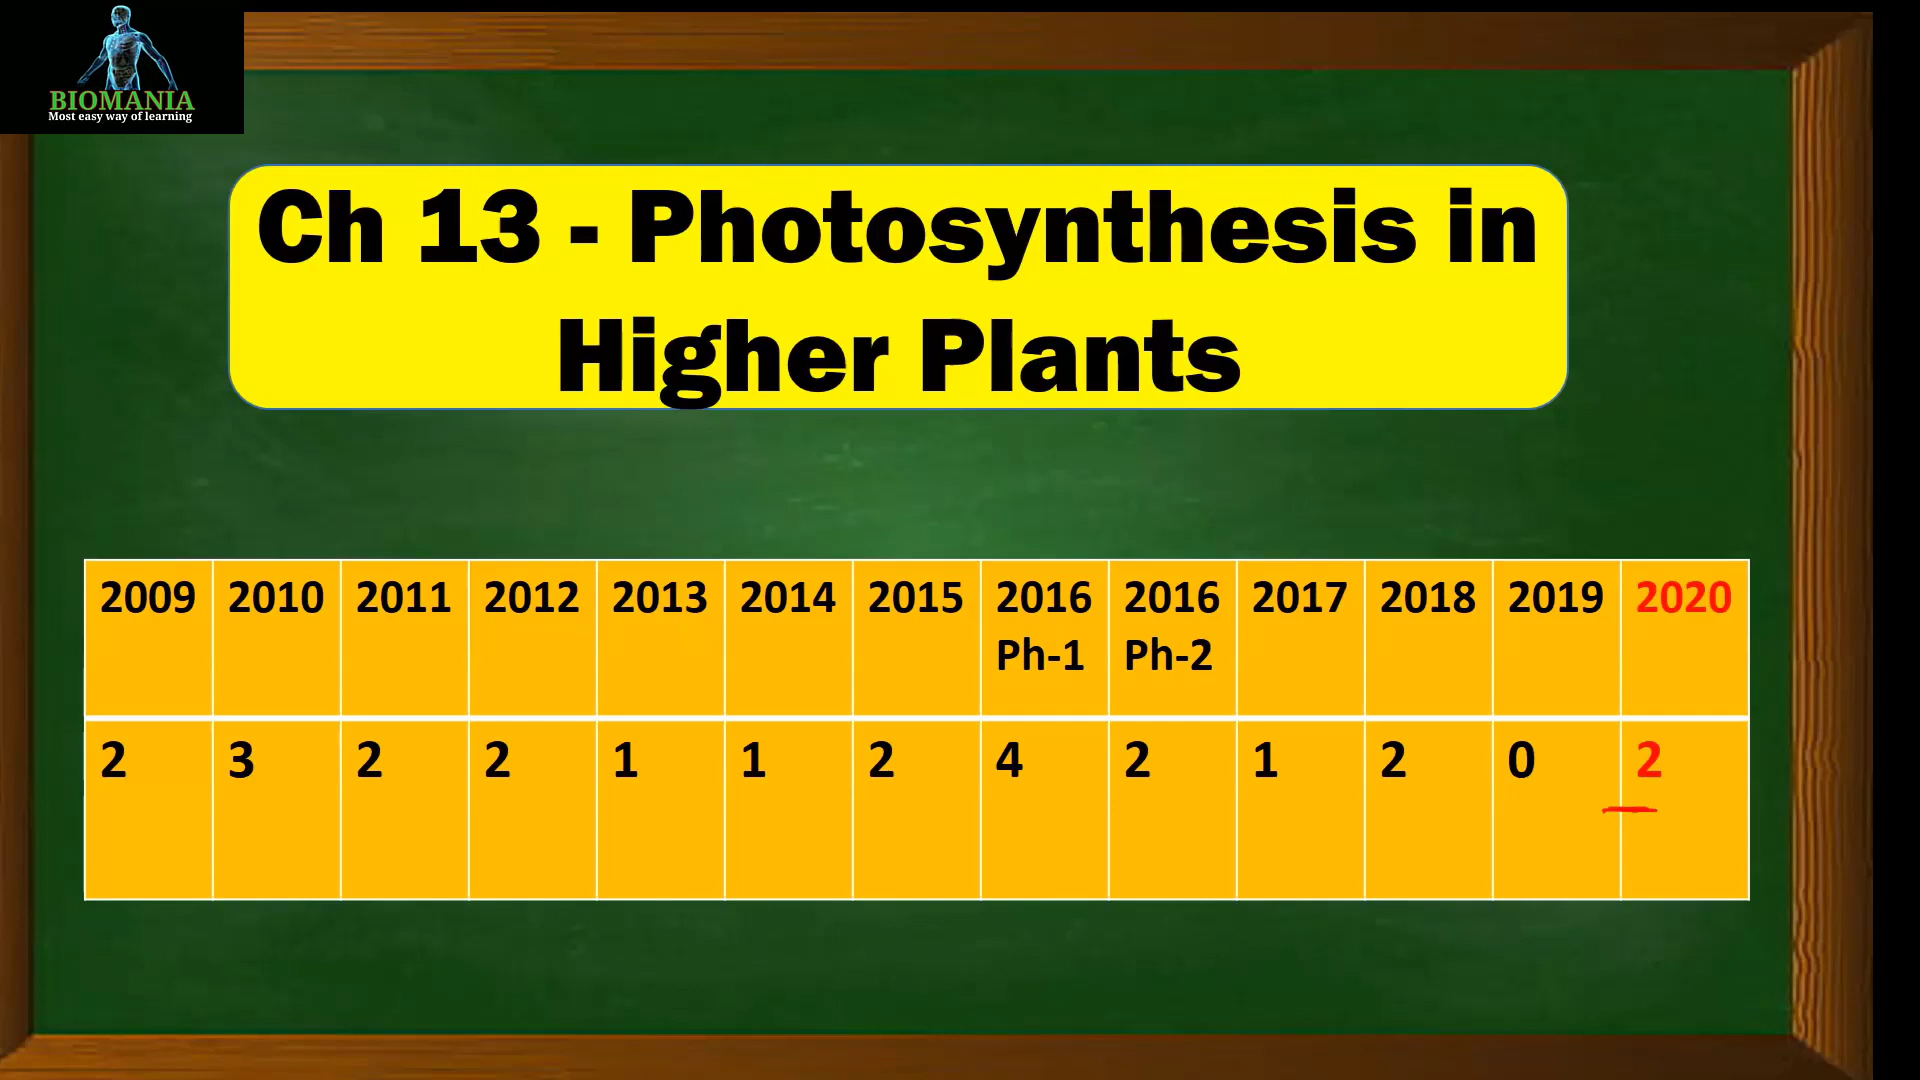 BIOMANIA
Most easy way of learning
Ch 13 - Photosynthesis in
Higher Plants
2009 2010 2011 2012 2013 2014 2015 2016 2016 2017 2018 2019 2020
Ph-1 Ph-2
2 3 2 2 1 1 2 4 2 1 2 0 2